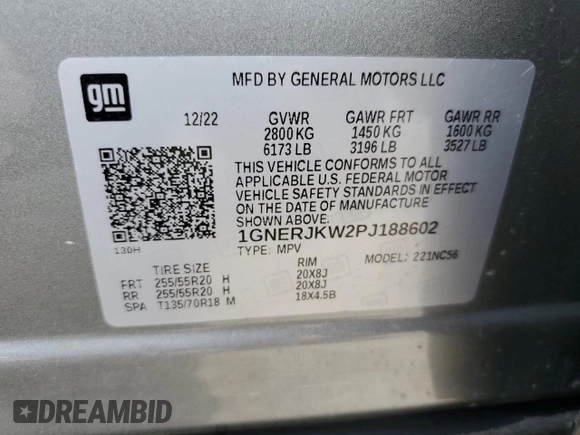 gm
MFD BY GENERAL MOTORS LLC
12/22 GVWR GAWR FRT GAWR RR
2800 KG 1450 KG 1600 KG
6173 LB 3196 LB 3527 LB
THIS VEHICLE CONFORMS TO ALL
APPLICABLE U.S. FEDERAL MOTOR
VEHICLE SAFETY STANDARDS IN EFFECT
ON THE DATE OF MANUFACTURE
SHOWN ABOVE.
1GNERJKW2PJ188602
130H TYPE: MPV MODEL: 221NC56
TIRE SIZE RIM
FRT 255/55R20 H 20X8J
RR 255/55R20 H 20X8J
SPA T135/70R18 M 18X4.5B
DREAMBID